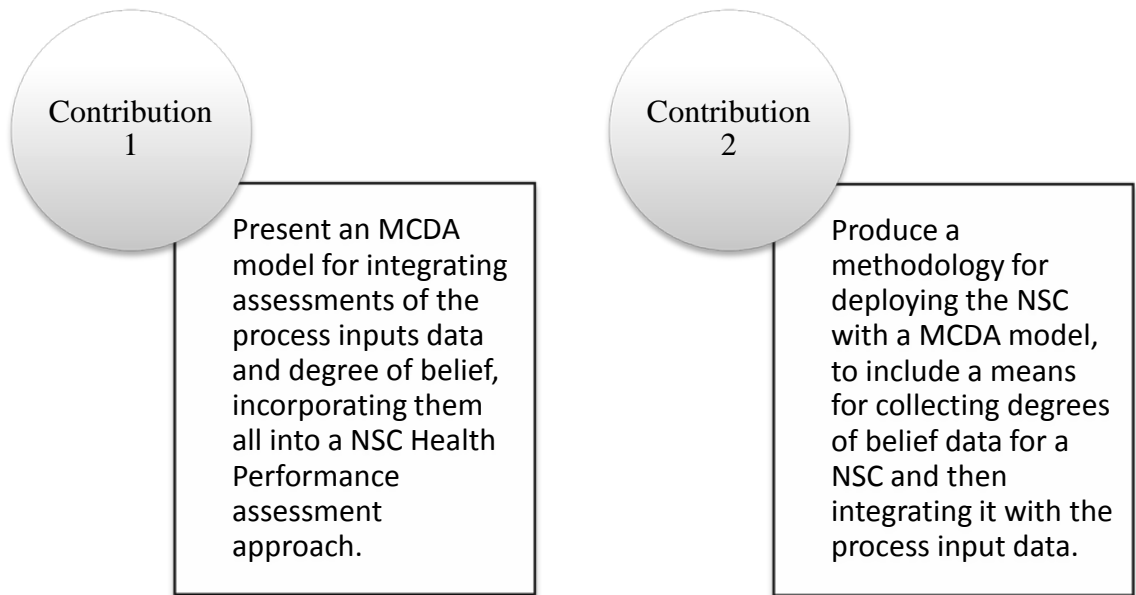 Contribution
1
Present an MCDA
model for integrating
assessments of the
process inputs data
and degree of belief,
incorporating them
all into a NSC Health
Performance
assessment
approach.
Contribution
2
Produce a
methodology for
deploying the NSC
with a MCDA model,
to include a means
for collecting degrees
of belief data for a
NSC and then
integrating it with the
process input data.